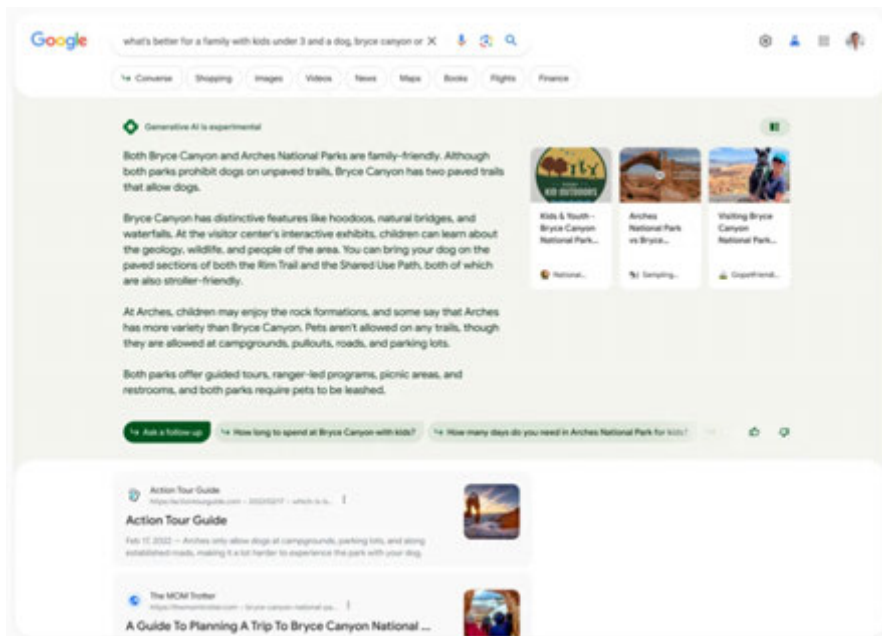 Google
what's better for a family with kids under 3 and a dog, bryce canyon or
Converse
Shopping
Images
Videos
News
Maps
Books
Flights
Finance
Generative AI is experimental
Both Bryce Canyon and Arches National Parks are family-friendly. Although
both parks prohibit dogs on unpaved trails, Bryce Canyon has two paved trails
that allow dogs.
Bryce Canyon has distinctive features like hoodoos, natural bridges, and
waterfalls. At the visitor center's interactive exhibits, children can learn about
the geology, wildlife, and people of the area. You can bring your dog on the
paved sections of both the Rim Trail and the Shared Use Path, both of which
are also stroller-friendly.
At Arches, children may enjoy the rock formations, and some say that Arches
has more variety than Bryce Canyon. Pets aren't allowed on any trails, though
they are allowed at campgrounds, pullouts, roads, and parking lots.
Both parks offer guided tours, ranger-led programs, picnic areas, and
restrooms, and both parks require pets to be leashed.
KID OUTDOORS
Kids & Youth -
Bryce Canyon
National Park...
National...
Arches
National Park
vs Bryce...
Sampling...
Visiting Bryce
Canyon
National Park...
Gopetfriendl...
Ask a follow up
How long to spend at Bryce Canyon with kids?
How many days do you need in Arches National Park for kids?
Action Tour Guide
Action Tour Guide
Feb 17, 2022 — Arches only allow dogs at campgrounds, parking lots, and along
established roads, making it a lot harder to experience the park with your dog.
The MOM Trotter
A Guide To Planning A Trip To Bryce Canyon National ...